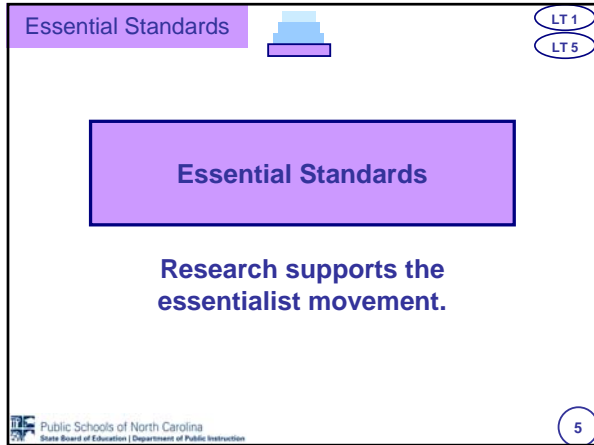 Essential Standards
LT 1
LT 5
Essential Standards
Research supports the
essentialist movement.
Public Schools of North Carolina
State Board of Education | Department of Public Instruction
5